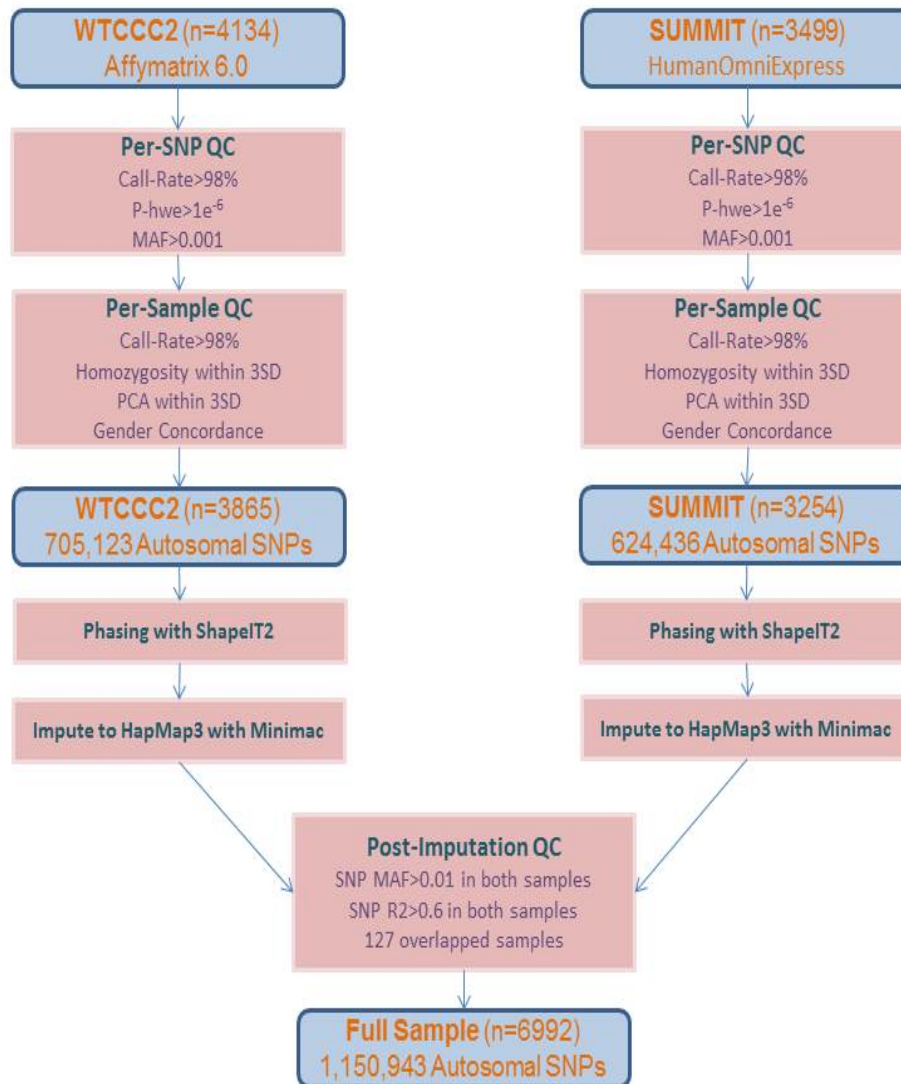 WTCCC2 (n=4134)
Affymatrix 6.0
Per-SNP QC
Call-Rate>98%
P-hwe>1e⁻⁶
MAF>0.001
Per-Sample QC
Call-Rate>98%
Homozygosity within 3SD
PCA within 3SD
Gender Concordance
WTCCC2 (n=3865)
705,123 Autosomal SNPs
Phasing with ShapeIT2
Impute to HapMap3 with Minimac
SUMMIT (n=3499)
HumanOmniExpress
Per-SNP QC
Call-Rate>98%
P-hwe>1e⁻⁶
MAF>0.001
Per-Sample QC
Call-Rate>98%
Homozygosity within 3SD
PCA within 3SD
Gender Concordance
SUMMIT (n=3254)
624,436 Autosomal SNPs
Phasing with ShapeIT2
Impute to HapMap3 with Minimac
Post-Imputation QC
SNP MAF>0.01 in both samples
SNP R2>0.6 in both samples
127 overlapped samples
Full Sample (n=6992)
1,150,943 Autosomal SNPs